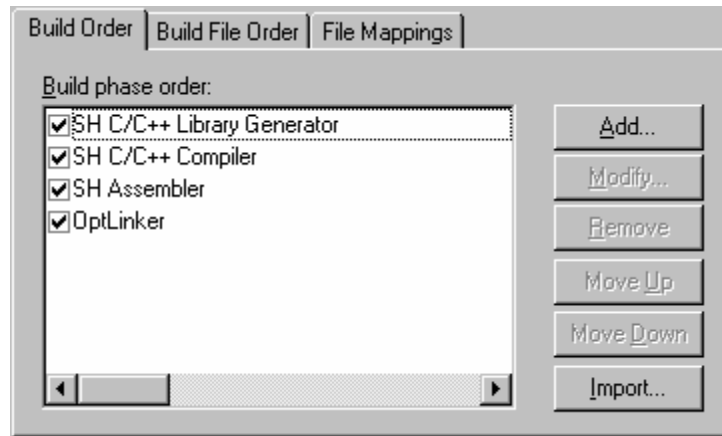 Build Order Build File Order File Mappings
Build phase order:
SH C/C++ Library Generator
SH C/C++ Compiler
SH Assembler
OptLinker
Add...
Modify...
Remove
Move Up
Move Down
Import...